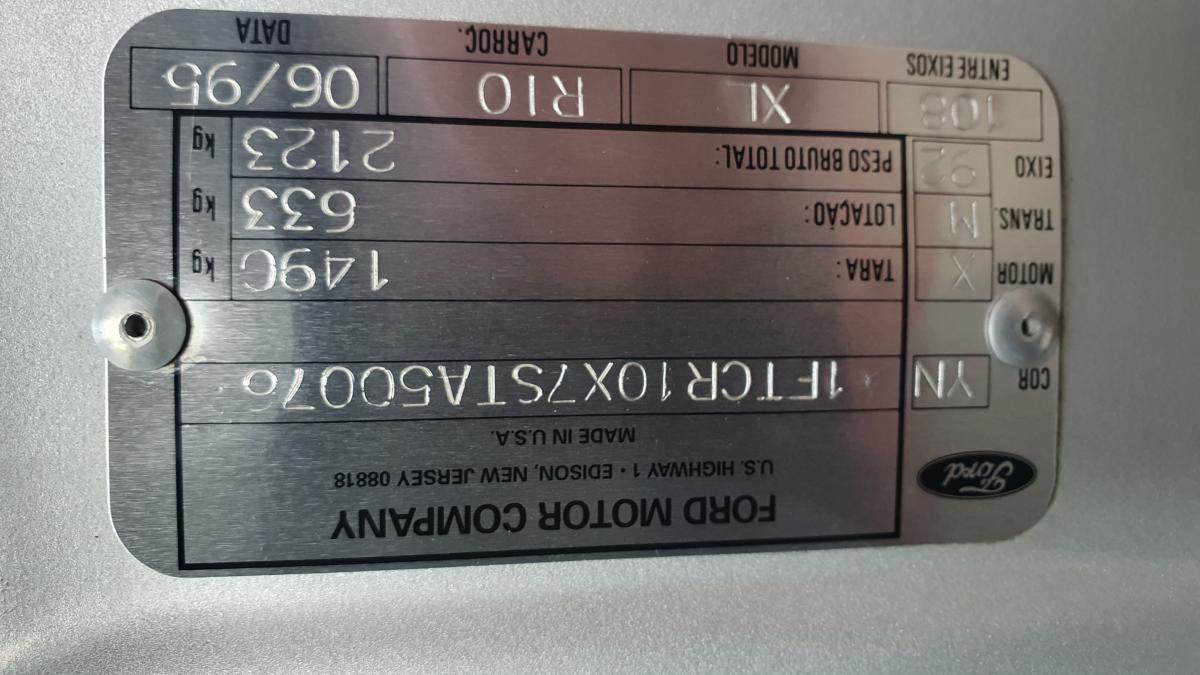 Ford
FORD MOTOR COMPANY
U.S. HIGHWAY 1 • EDISON, NEW JERSEY 08818
MADE IN U.S.A.
COR YN 1FTCR10X7STA50076
MOTOR X TARA: 1490 kg
TRANS. M LOTAÇÃO: 633 kg
EIXO 92 PESO BRUTO TOTAL: 2123 kg
108 XL R10 06/95
ENTRE EIXOS MODELO CARROÇ. DATA